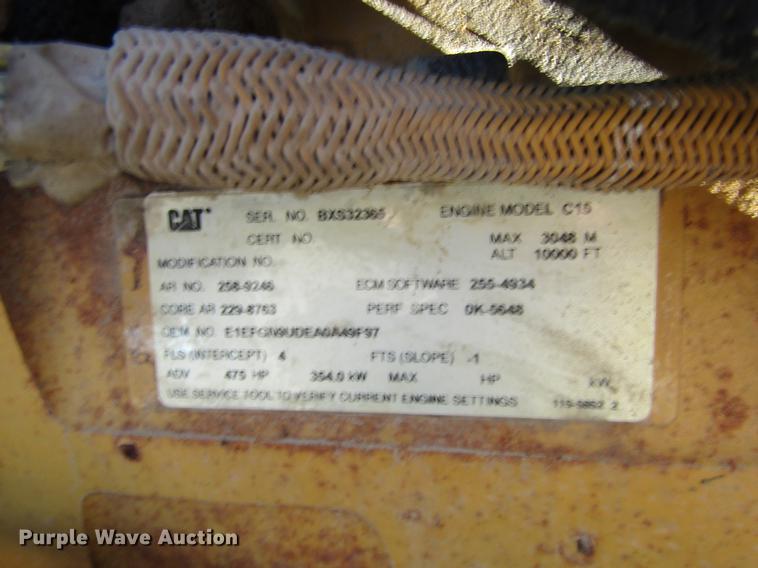 CAT SER. NO. BXS32365 ENGINE MODEL C15
CERT NO. MAX 3048 M
ALT 10000 FT
MODIFICATION NO.
AR NO. 258-9246 ECM SOFTWARE 255-4934
CORE AR 229-8763 PERF SPEC 0K-5648
OEM NO.
FLS (INTERCEPT) 4 FTS (SLOPE) -1
ADV 475 HP 354.0 kW MAX HP kW
USE SERVICE TOOL TO VERIFY CURRENT ENGINE SETTINGS 2
Purple Wave Auction